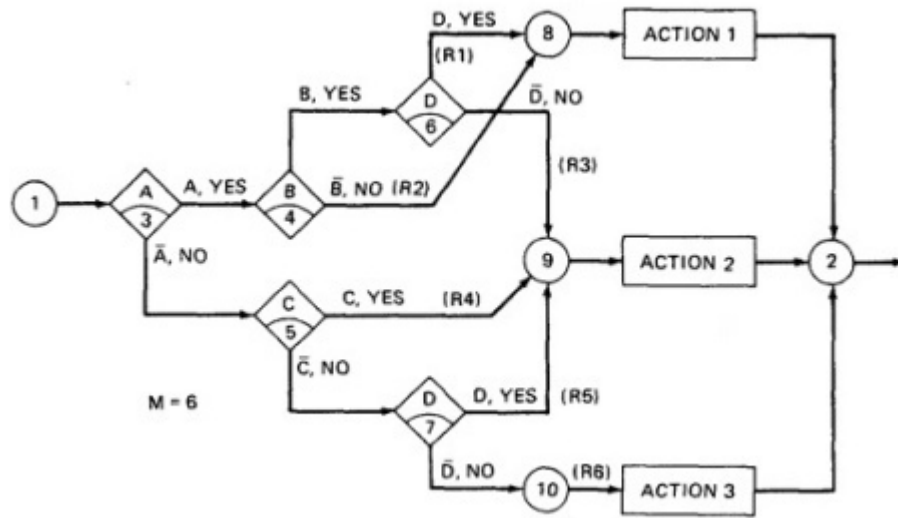 D, YES
8
ACTION 1
(R1)
B, YES
D
6
D̄, NO
A, YES
B
4
B̄, NO (R2)
(R3)
1
A
3
Ā, NO
9
ACTION 2
2
C
5
C, YES
(R4)
C̄, NO
M = 6
D
7
D, YES
(R5)
D̄, NO
10
(R6)
ACTION 3